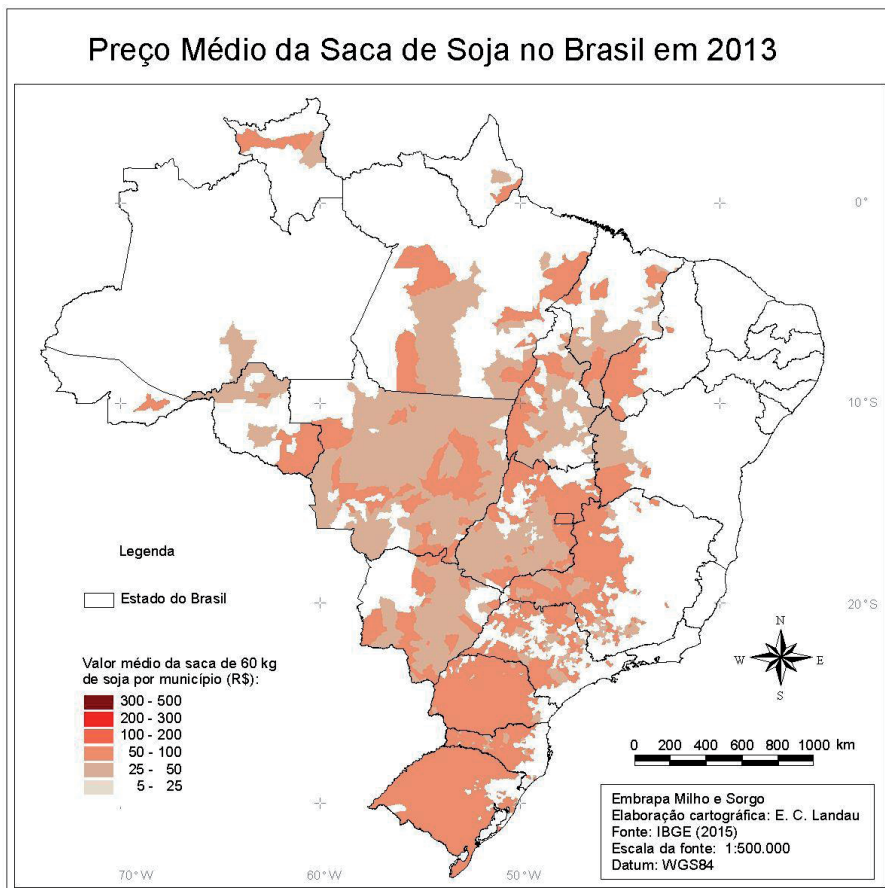 Preço Médio da Saca de Soja no Brasil em 2013
0°
10°S
20°S
Legenda
Estado do Brasil
Valor médio da saca de 60 kg
de soja por município (R$):
300 - 500
200 - 300
100 - 200
50 - 100
25 - 50
5 - 25
N
W E
S
0 200 400 600 800 1000 km
Embrapa Milho e Sorgo
Elaboração cartográfica: E. C. Landau
Fonte: IBGE (2015)
Escala da fonte: 1:500.000
Datum: WGS84
70°W 60°W 50°W